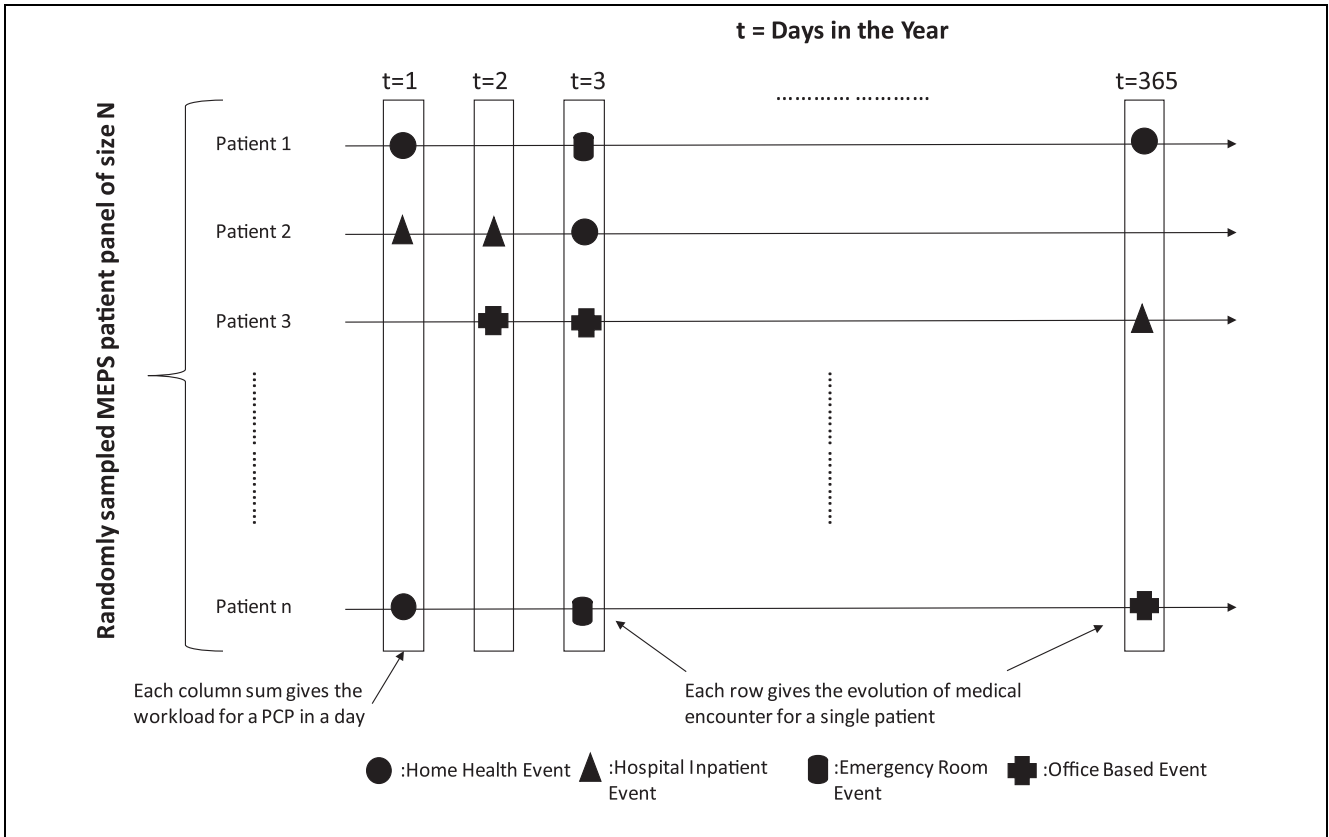 t = Days in the Year
t=1
t=2
t=3
t=365
Randomly sampled MEPS patient panel of size N
Patient 1
Patient 2
Patient 3
Patient n
Each column sum gives the
workload for a PCP in a day
Each row gives the evolution of medical
encounter for a single patient
:Home Health Event
:Hospital Inpatient
Event
:Emergency Room
Event
:Office Based Event